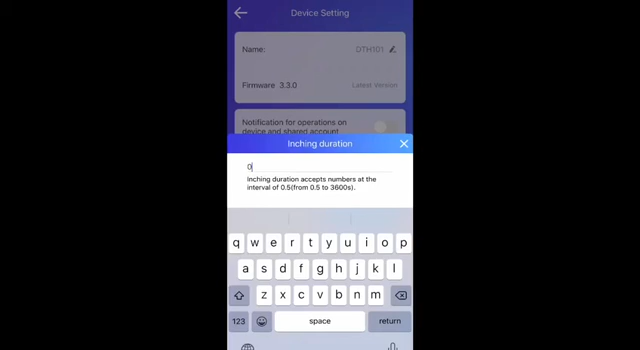 Device Setting
Name: DTH101
Firmware 3.3.0 Latest Version
Notification for operations on
device and shared account
Inching duration
0
Inching duration accepts numbers at the
interval of 0.5(from 0.5 to 3600s).
q w e r t y u i o p
a s d f g h j k l
z x c v b n m
123 space return